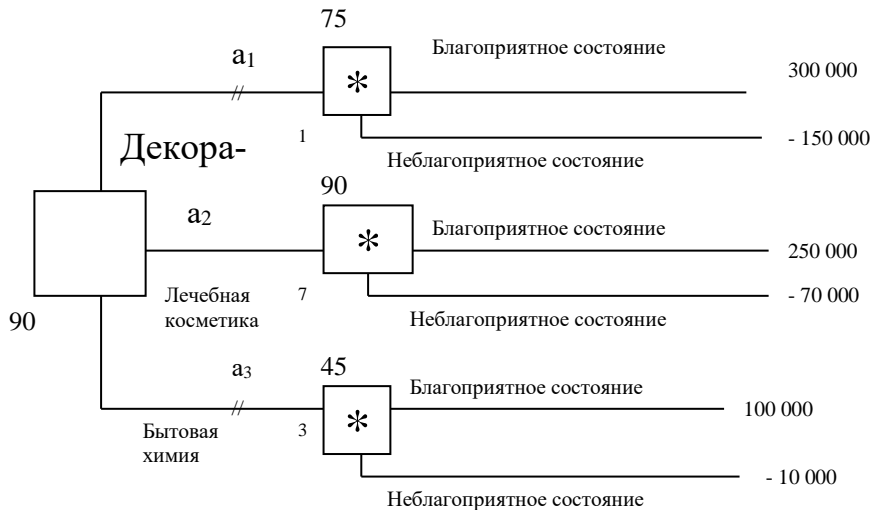 75
a1
Благоприятное состояние
300 000
*
1
- 150 000
Декора-
Неблагоприятное состояние
90
a2
Благоприятное состояние
*
250 000
Лечебная
косметика
7
- 70 000
90
Неблагоприятное состояние
45
a3
Благоприятное состояние
100 000
*
Бытовая
химия
3
- 10 000
Неблагоприятное состояние